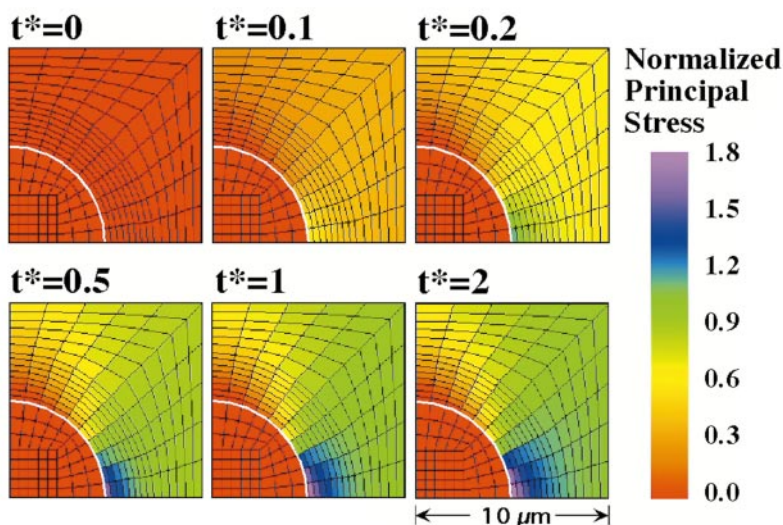 t*=0 t*=0.1 t*=0.2
Normalized
Principal
Stress
1.8
1.5
1.2
0.9
0.6
0.3
0.0
t*=0.5 t*=1 t*=2
10 μm